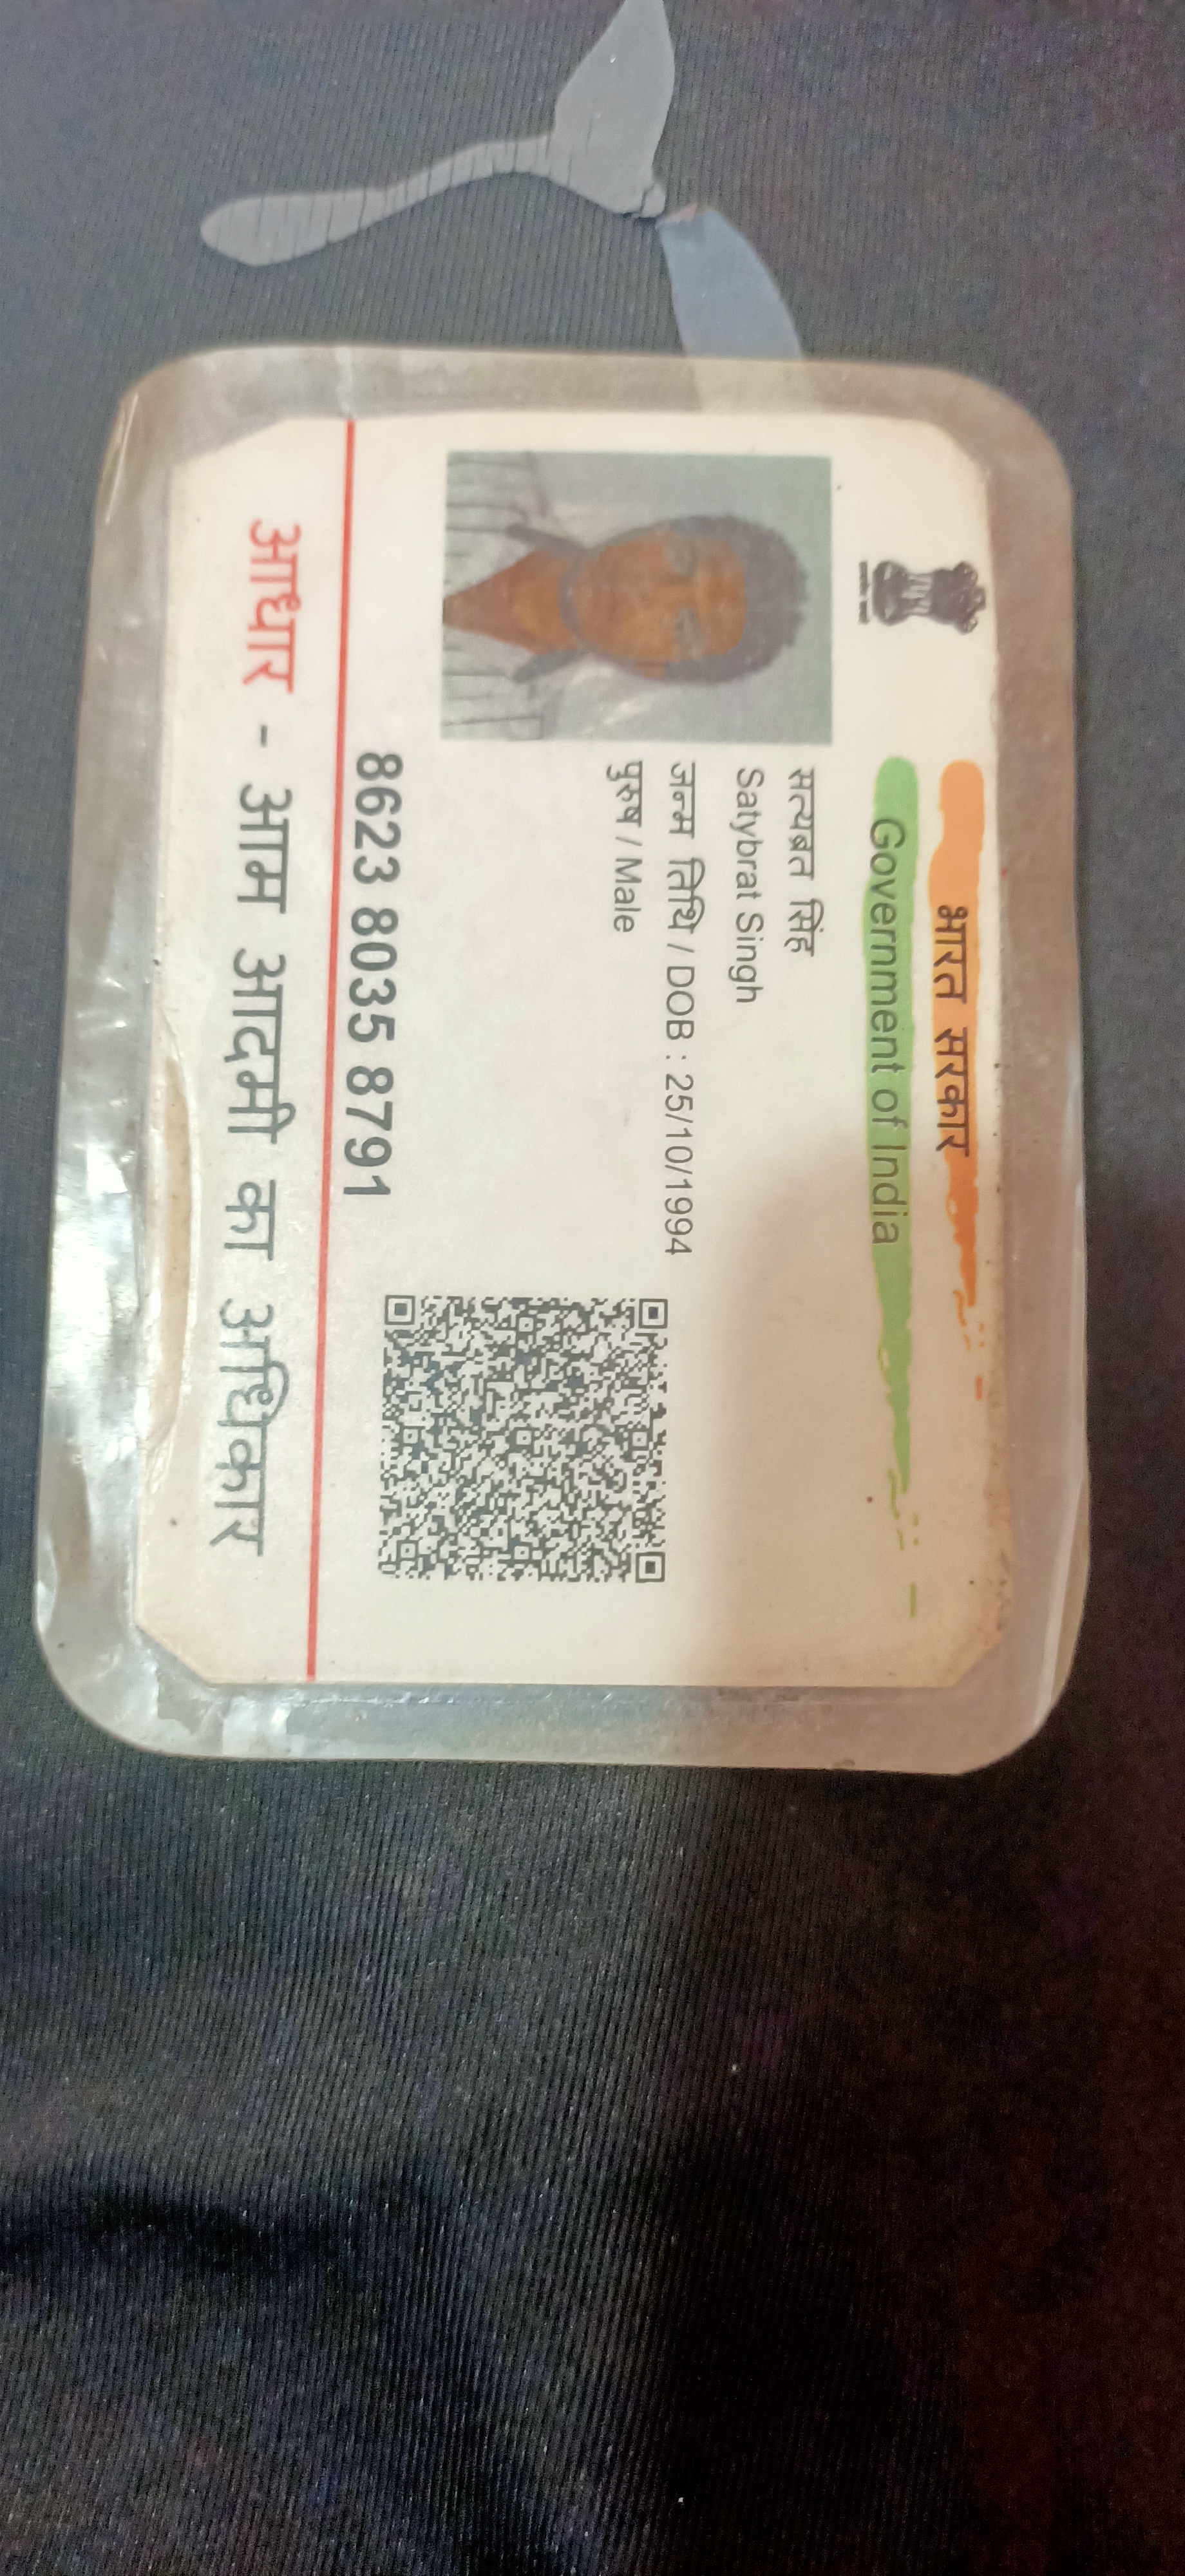 भारत सरकार
Government of India
सत्यब्रत सिंह
Satybrat Singh
जन्म तिथि / DOB : 25/10/1994
पुरुष / Male
8623 8035 8791
आधार - आम आदमी का अधिकार